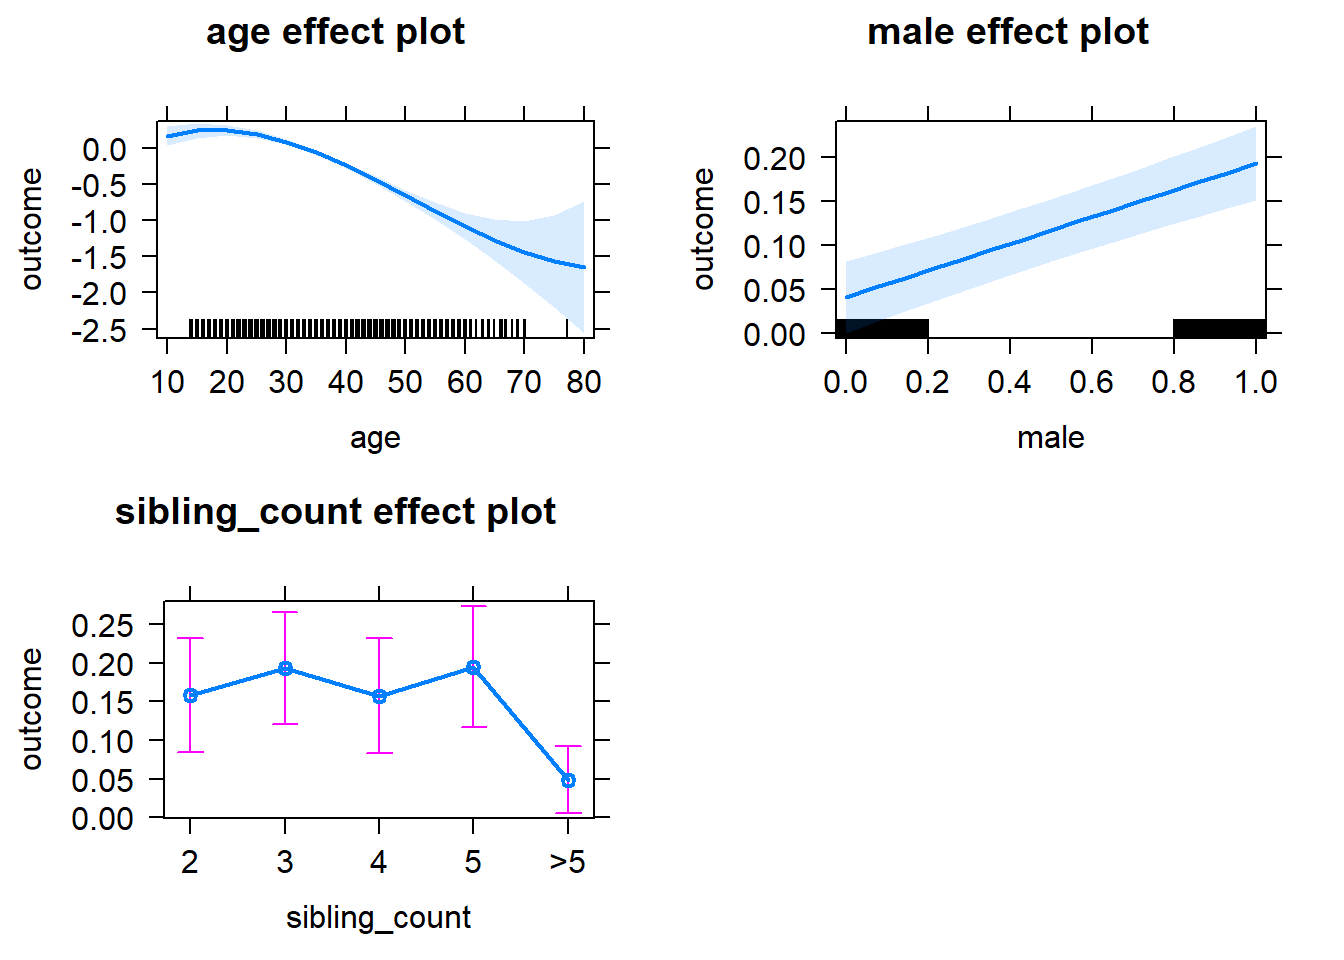 age effect plot
outcome
0.0
-0.5
-1.0
-1.5
-2.0
-2.5
10 20 30 40 50 60 70 80
age
male effect plot
outcome
0.20
0.15
0.10
0.05
0.00
0.0 0.2 0.4 0.6 0.8 1.0
male
sibling_count effect plot
outcome
0.25
0.20
0.15
0.10
0.05
0.00
2 3 4 5 >5
sibling_count